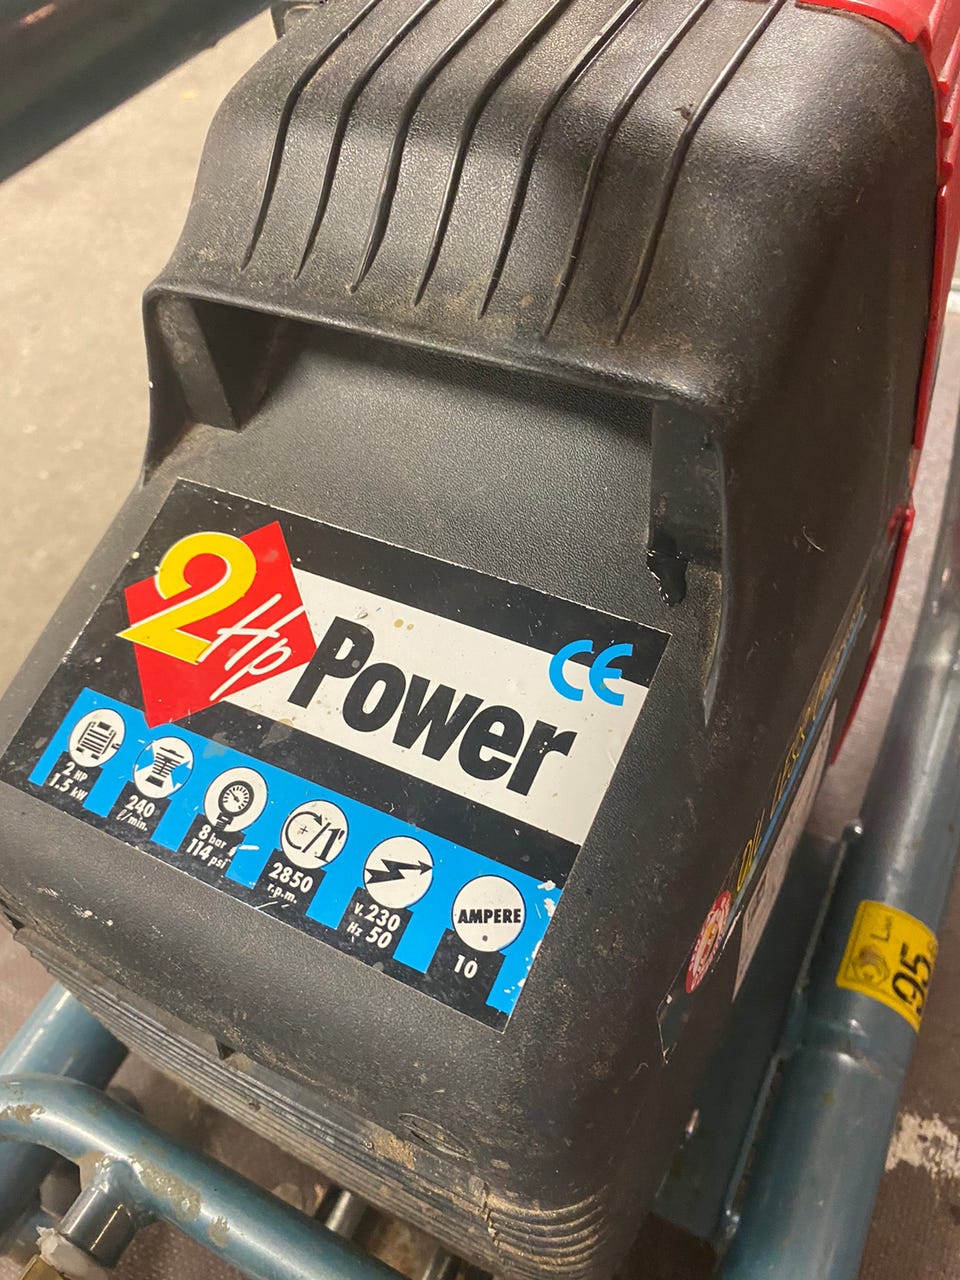 2 Hp
Power
CE
2 HP
1.5 kW
240
l/min.
8 bar
114 psi
2850
r.p.m.
V. 230
Hz 50
AMPERE
10
95